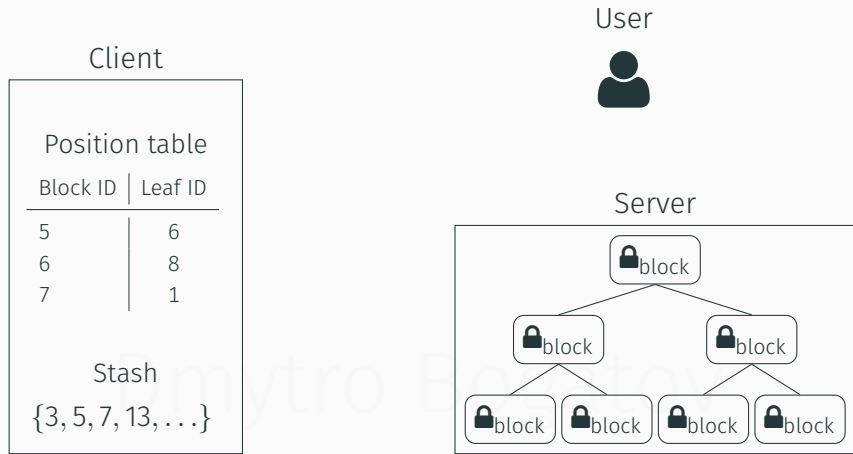 Client
Position table
Block ID Leaf ID
5 6
6 8
7 1
Stash
{3, 5, 7, 13, . . .}
User
Server
block
block block
block block block block
Dmytro Bogatov